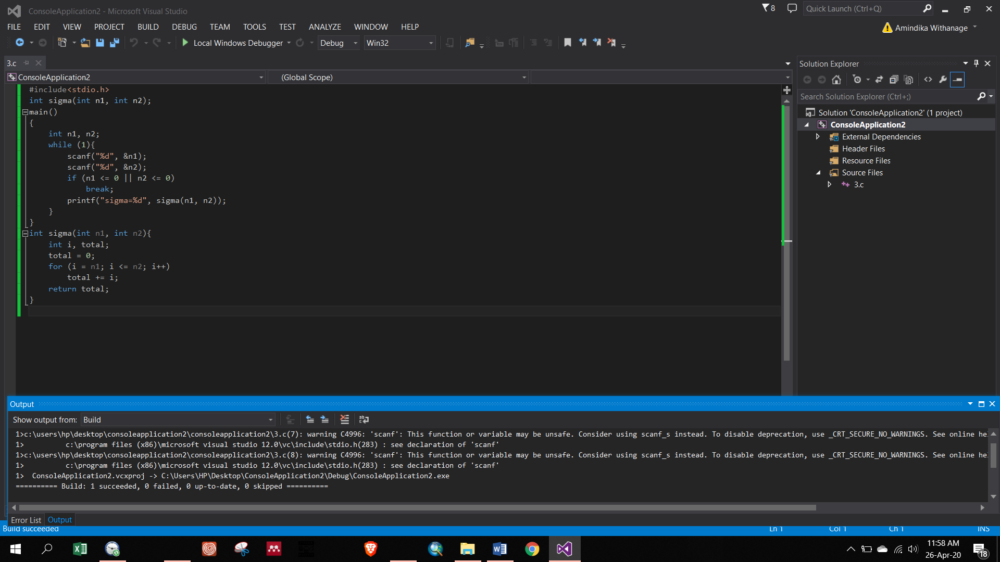 ConsoleApplication2 - Microsoft Visual Studio
8
Quick Launch (Ctrl+Q)
FILE EDIT VIEW PROJECT BUILD DEBUG TEAM TOOLS TEST ANALYZE WINDOW HELP
Amindika Withanage
Local Windows Debugger Debug Win32
3.c
ConsoleApplication2 (Global Scope)
#include<stdio.h>
int sigma(int n1, int n2);
main()
{
int n1, n2;
while (1){
scanf("%d", &n1);
scanf("%d", &n2);
if (n1 <= 0 || n2 <= 0)
break;
printf("sigma=%d", sigma(n1, n2));
}
}
int sigma(int n1, int n2){
int i, total;
total = 0;
for (i = n1; i <= n2; i++)
total += i;
return total;
}
Solution Explorer
Search Solution Explorer (Ctrl+;)
Solution 'ConsoleApplication2' (1 project)
ConsoleApplication2
External Dependencies
Header Files
Resource Files
Source Files
3.c
Output
Show output from: Build
1>c:\users\hp\desktop\consoleapplication2\consoleapplication2\3.c(7): warning C4996: 'scanf': This function or variable may be unsafe. Consider using scanf_s instead. To disable deprecation, use _CRT_SECURE_NO_WARNINGS. See online he
1> c:\program files (x86)\microsoft visual studio 12.0\vc\include\stdio.h(283) : see declaration of 'scanf'
1>c:\users\hp\desktop\consoleapplication2\consoleapplication2\3.c(8): warning C4996: 'scanf': This function or variable may be unsafe. Consider using scanf_s instead. To disable deprecation, use _CRT_SECURE_NO_WARNINGS. See online he
1> c:\program files (x86)\microsoft visual studio 12.0\vc\include\stdio.h(283) : see declaration of 'scanf'
1> ConsoleApplication2.vcxproj -> C:\Users\HP\Desktop\ConsoleApplication2\Debug\ConsoleApplication2.exe
========== Build: 1 succeeded, 0 failed, 0 up-to-date, 0 skipped ==========
Error List Output
Build succeeded Ln 1 Col 1 Ch 1 INS
11:58 AM
26-Apr-20
18